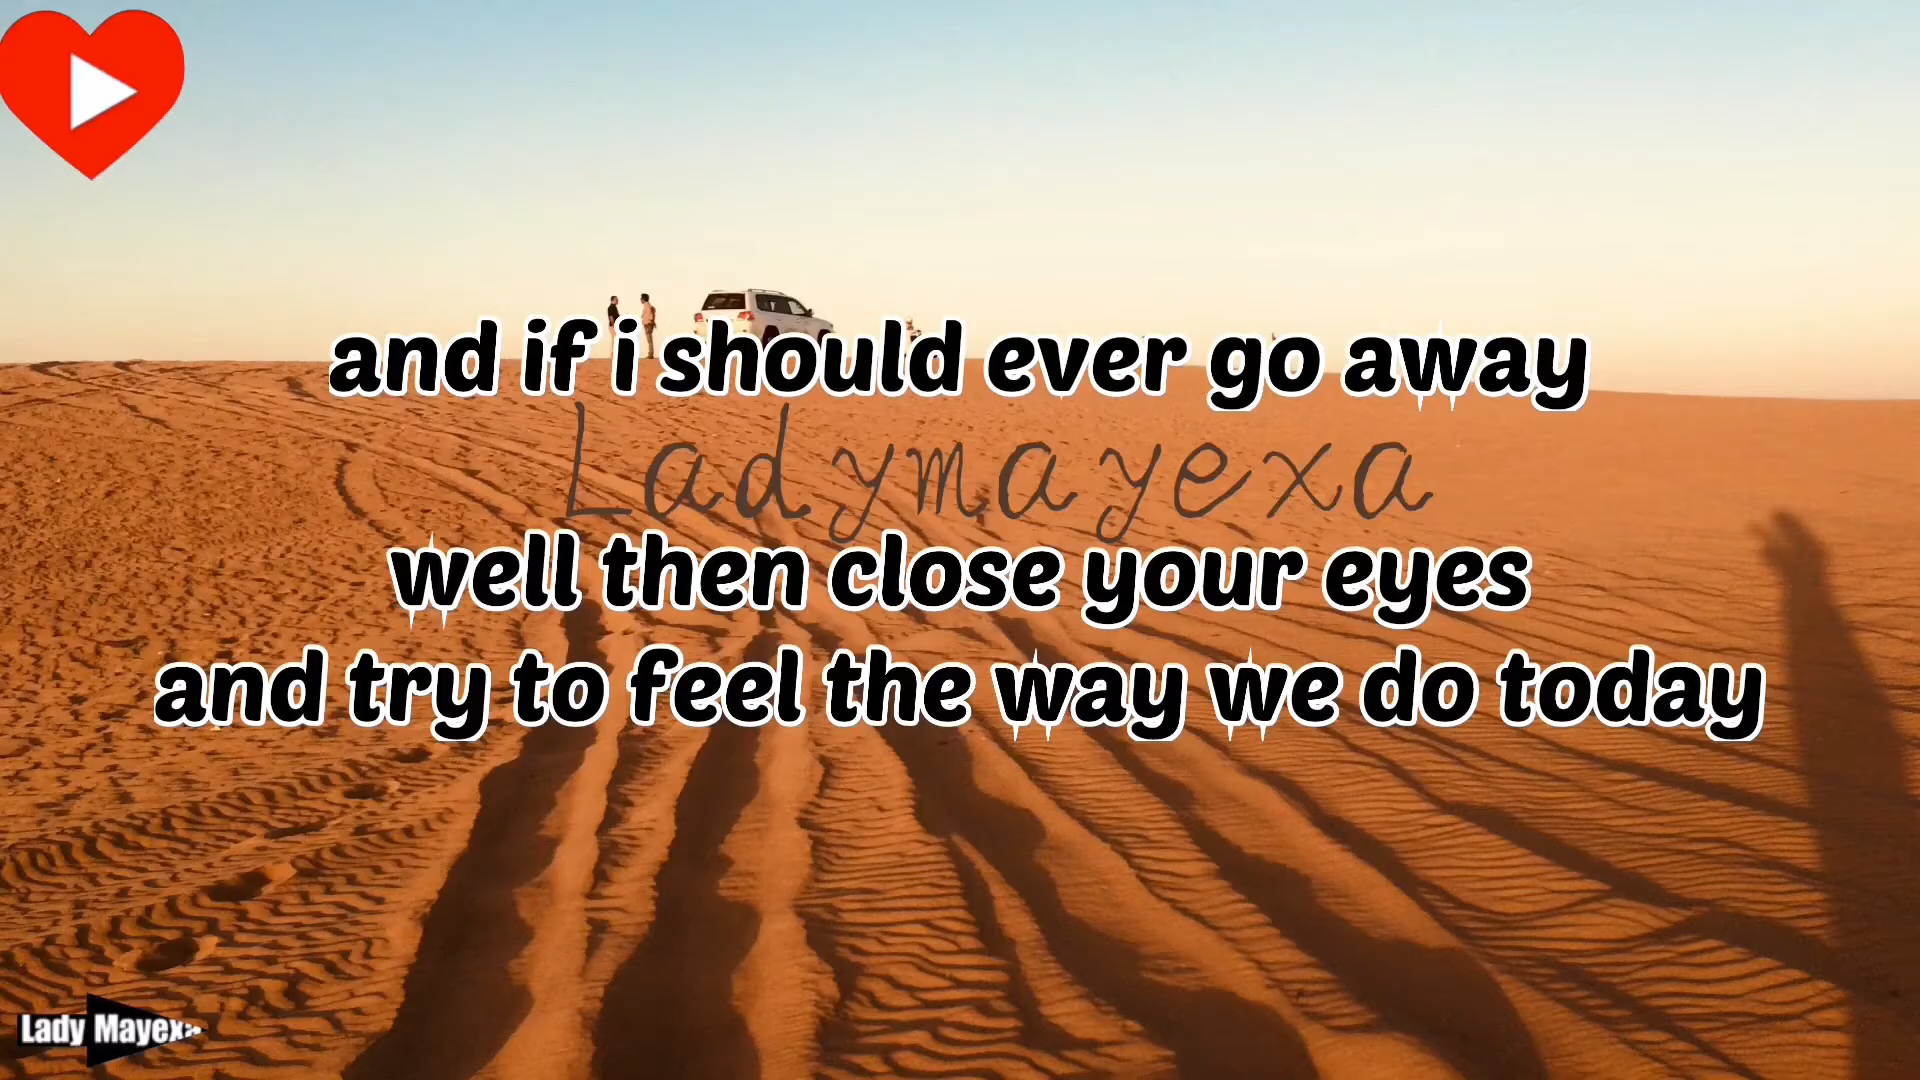 and if i should ever go away
Ladymayexa
well then close your eyes
and try to feel the way we do today
Lady Mayexa